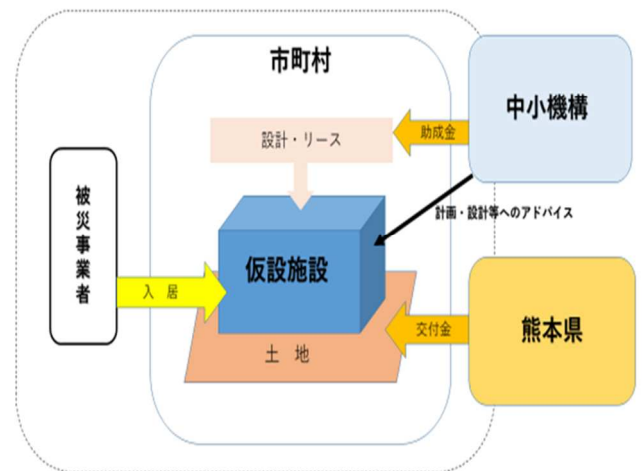 市町村
中小機構
設計・リース
助成金
計画・設計等へのアドバイス
被災事業者
入 居
仮設施設
土 地
交付金
熊本県